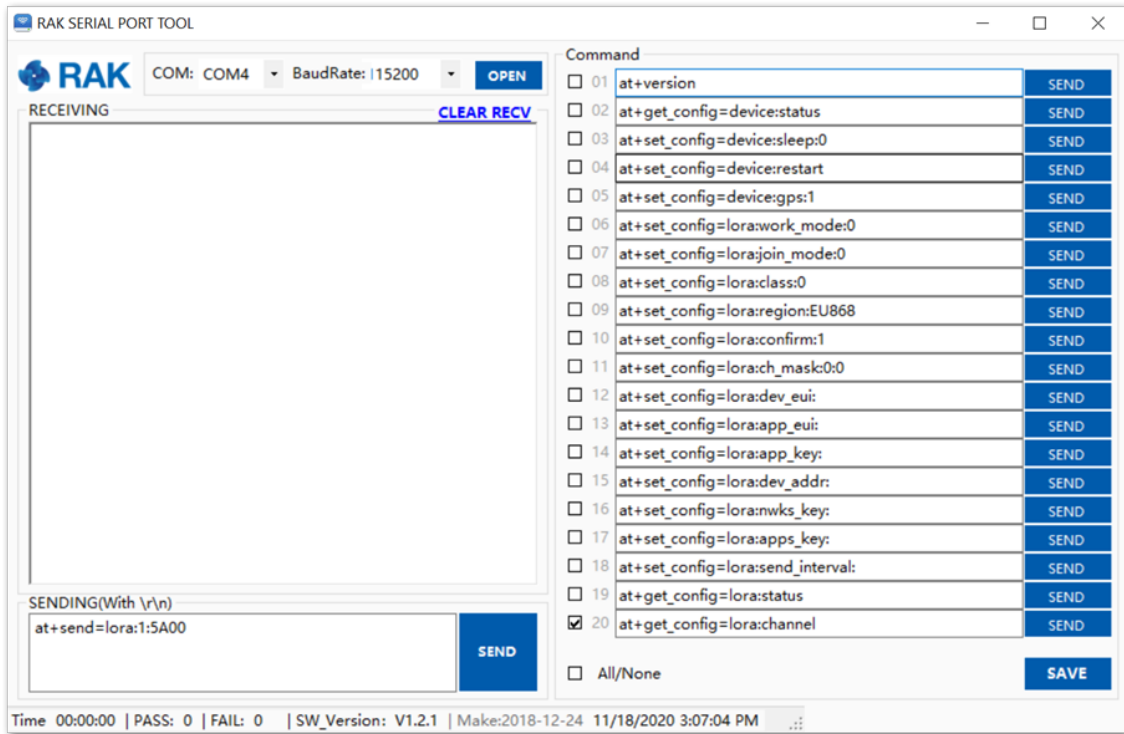 RAK SERIAL PORT TOOL
RAK COM: COM4 BaudRate: 115200 OPEN
RECEIVING CLEAR RECV
SENDING(With \r\n)
at+send=lora:1:5A00
SEND
Command
01 at+version SEND
02 at+get_config=device:status SEND
03 at+set_config=device:sleep:0 SEND
04 at+set_config=device:restart SEND
05 at+set_config=device:gps:1 SEND
06 at+set_config=lora:work_mode:0 SEND
07 at+set_config=lora:join_mode:0 SEND
08 at+set_config=lora:class:0 SEND
09 at+set_config=lora:region:EU868 SEND
10 at+set_config=lora:confirm:1 SEND
11 at+set_config=lora:ch_mask:0:0 SEND
12 at+set_config=lora:dev_eui: SEND
13 at+set_config=lora:app_eui: SEND
14 at+set_config=lora:app_key: SEND
15 at+set_config=lora:dev_addr: SEND
16 at+set_config=lora:nwks_key: SEND
17 at+set_config=lora:apps_key: SEND
18 at+set_config=lora:send_interval: SEND
19 at+get_config=lora:status SEND
20 at+get_config=lora:channel SEND
All/None SAVE
Time 00:00:00 | PASS: 0 | FAIL: 0 | SW_Version: V1.2.1 | Make:2018-12-24 11/18/2020 3:07:04 PM